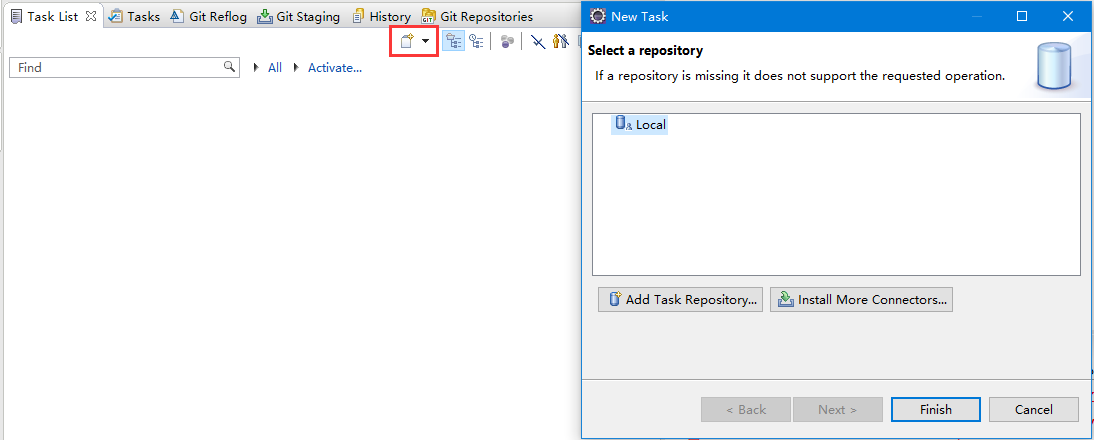 Task List
Tasks
Git Reflog
Git Staging
History
GIT
Git Repositories
Find
All
Activate...
New Task
Select a repository
If a repository is missing it does not support the requested operation.
Local
Add Task Repository...
Install More Connectors...
< Back
Next >
Finish
Cancel